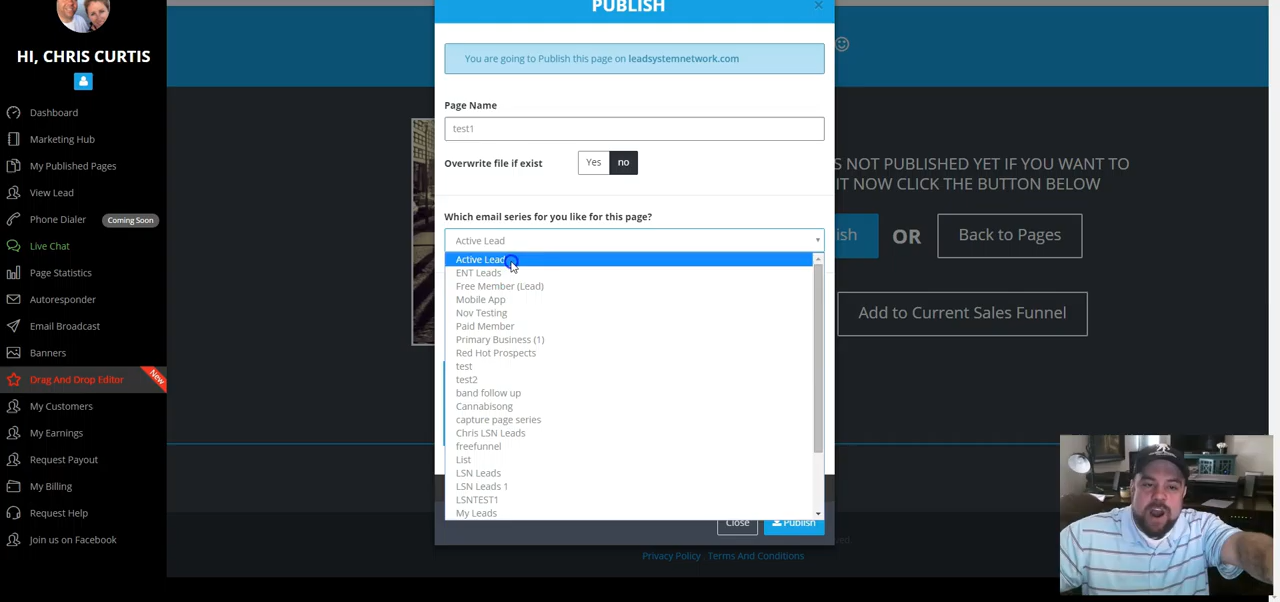 HI, CHRIS CURTIS
Dashboard
Marketing Hub
My Published Pages
View Lead
Phone Dialer
Coming Soon
Live Chat
Page Statistics
Autoresponder
Email Broadcast
Banners
Drag And Drop Editor
New
My Customers
My Earnings
Request Payout
My Billing
Request Help
Join us on Facebook
PUBLISH
×
You are going to Publish this page on leadsystemnetwork.com
Page Name
test1
Overwrite file if exist
Yes
no
Which email series for you like for this page?
Active Lead
Active Lead
ENT Leads
Free Member (Lead)
Mobile App
Nov Testing
Paid Member
Primary Business (1)
Red Hot Prospects
test
test2
band follow up
Cannabisong
capture page series
Chris LSN Leads
freefunnel
List
LSN Leads
LSN Leads 1
LSNTEST1
My Leads
Close
Publish
S NOT PUBLISHED YET IF YOU WANT TO
IT NOW CLICK THE BUTTON BELOW
ish
OR
Back to Pages
Add to Current Sales Funnel
ved.
Privacy Policy
Terms And Conditions